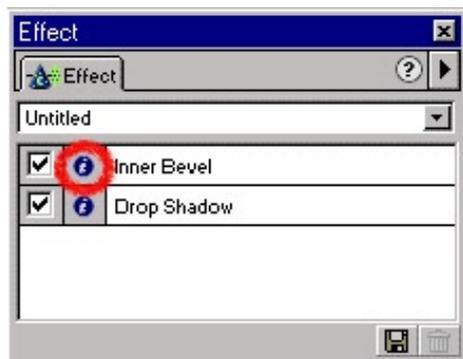 Effect
Effect ?
Untitled
i Inner Bevel
i Drop Shadow